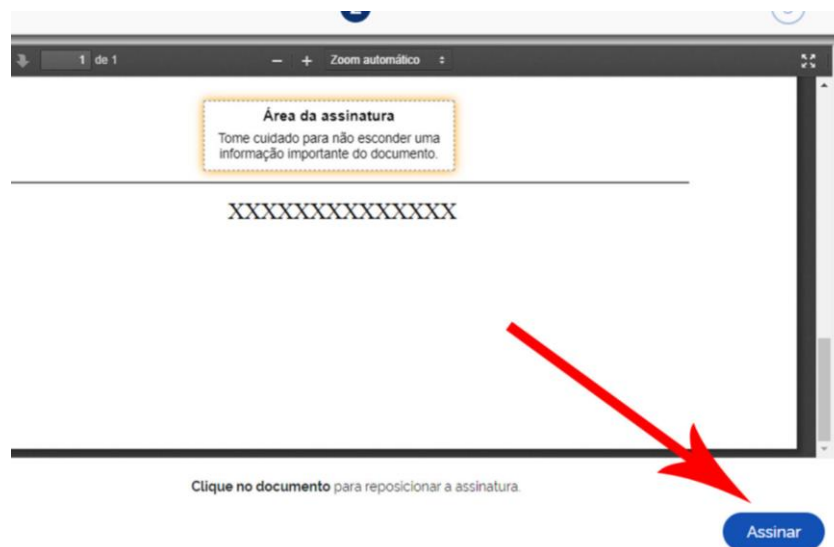 1 de 1 − + Zoom automático
Área da assinatura
Tome cuidado para não esconder uma
informação importante do documento.
XXXXXXXXXXXXXX
Clique no documento para reposicionar a assinatura.
Assinar